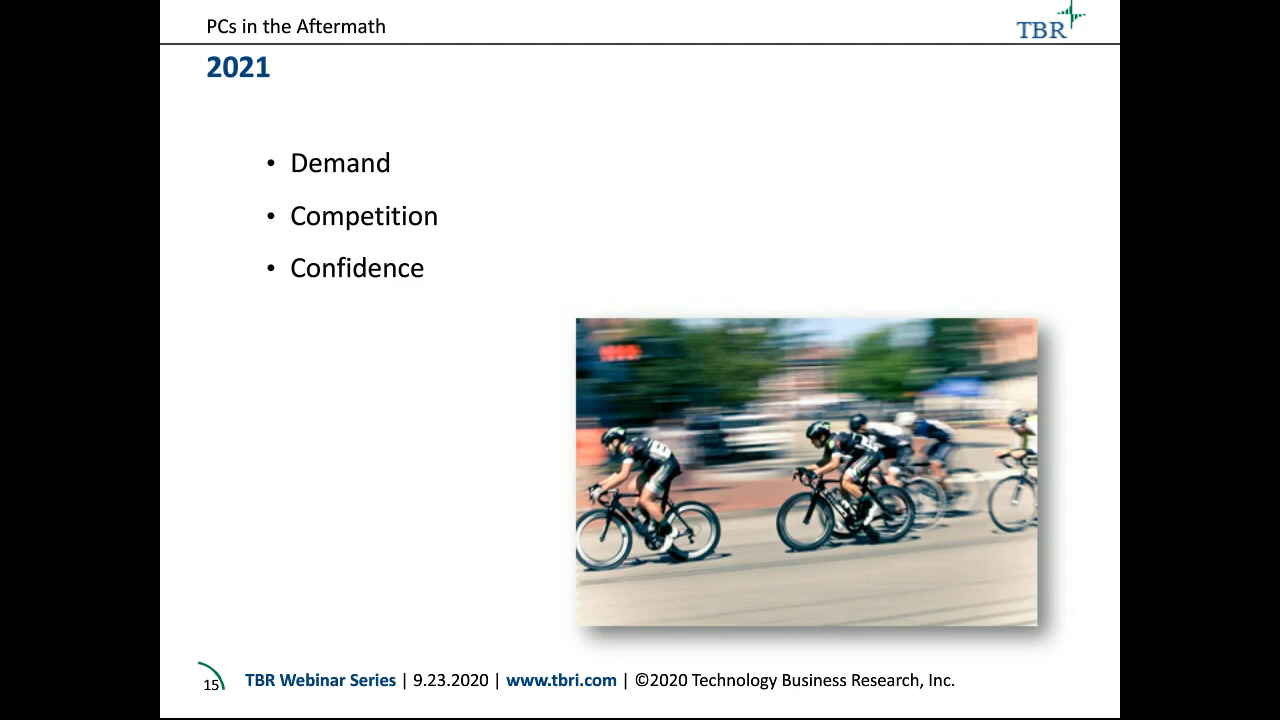 PCs in the Aftermath
TBR
2021
• Demand
• Competition
• Confidence
15
TBR Webinar Series | 9.23.2020 | www.tbri.com | ©2020 Technology Business Research, Inc.